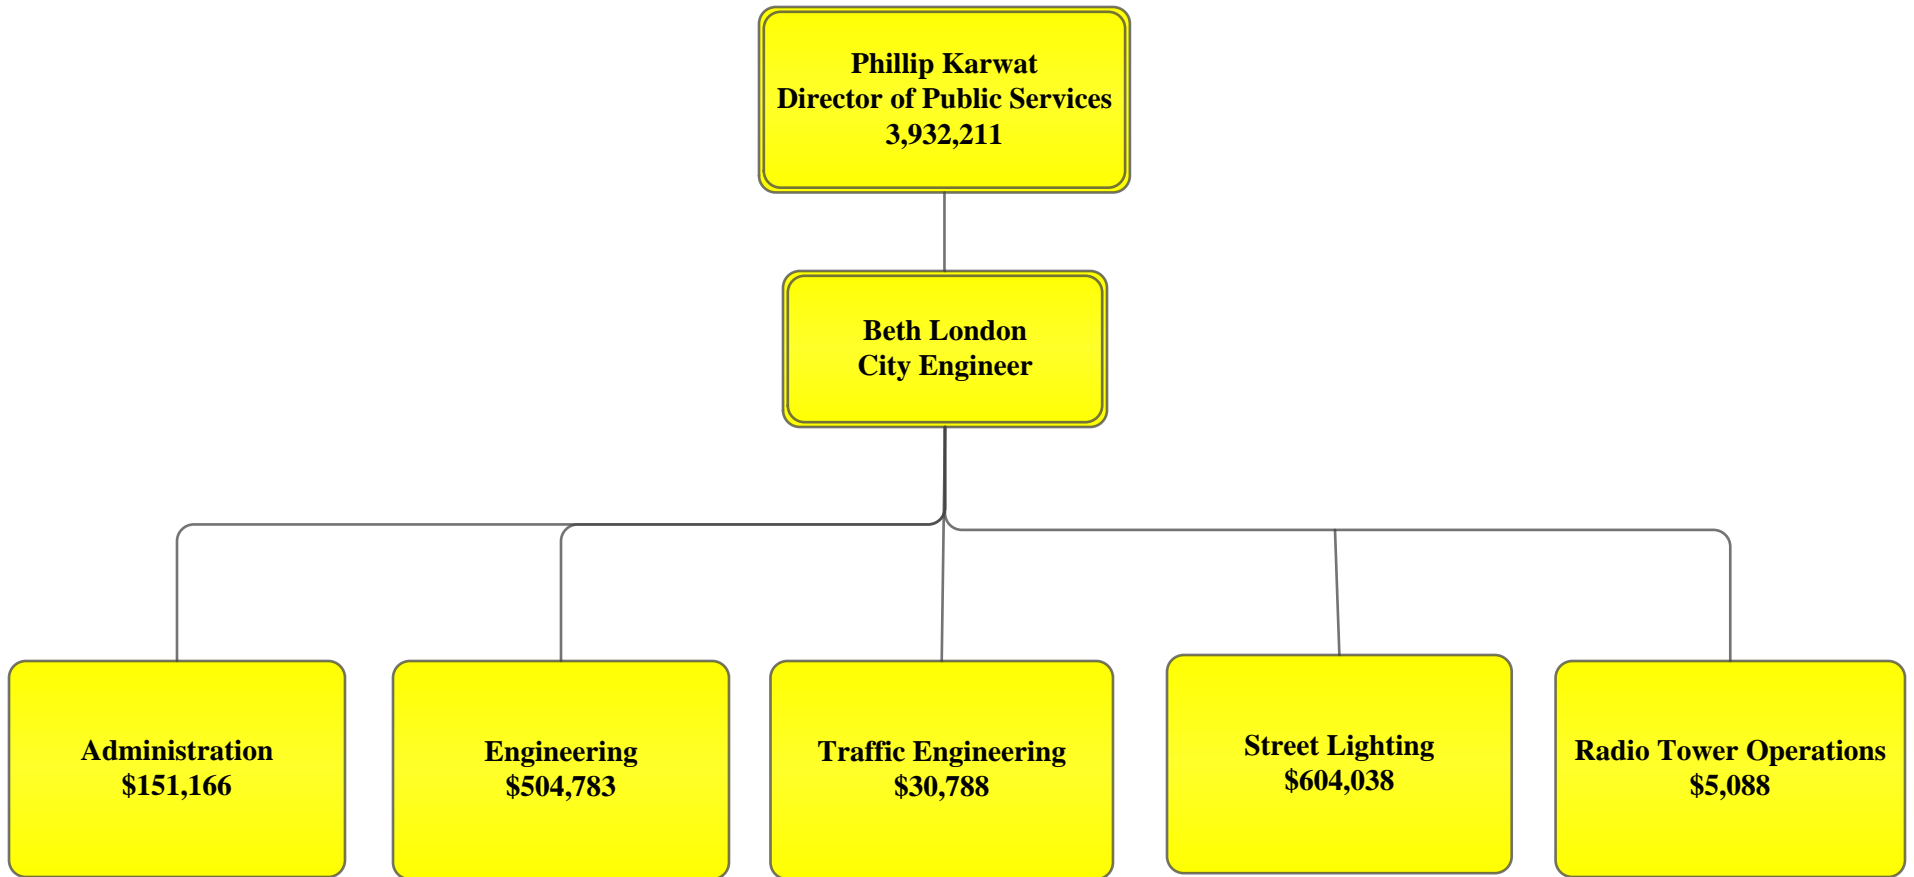 Phillip Karwat
Director of Public Services
3,932,211
Beth London
City Engineer
Administration
$151,166
Engineering
$504,783
Traffic Engineering
$30,788
Street Lighting
$604,038
Radio Tower Operations
$5,088